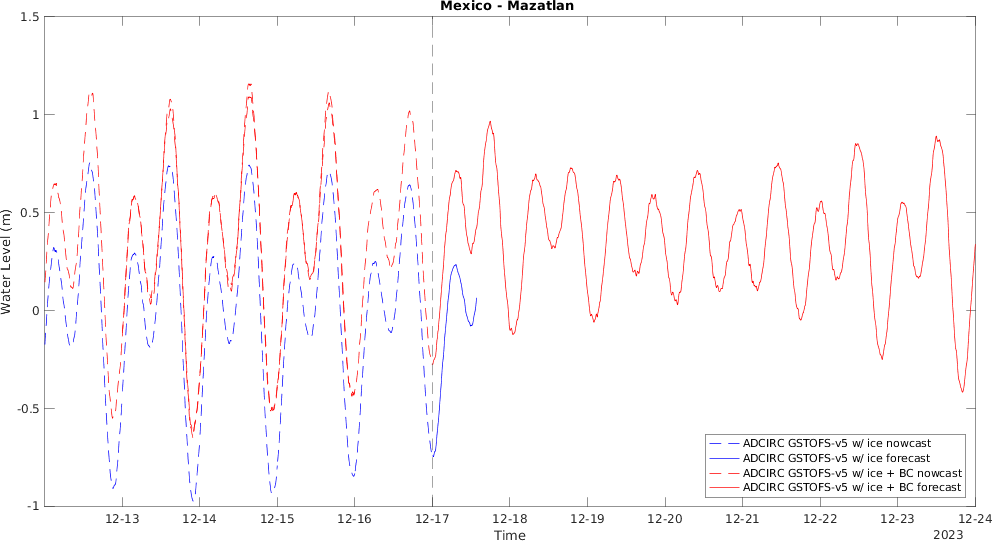 Mexico - Mazatlan
1.5
1
0.5
0
-0.5
-1
Water Level (m)
12-13
12-14
12-15
12-16
12-17
12-18
12-19
12-20
12-21
12-22
12-23
12-24
Time
2023
ADCIRC GSTOFS-v5 w/ ice nowcast
ADCIRC GSTOFS-v5 w/ ice forecast
ADCIRC GSTOFS-v5 w/ ice + BC nowcast
ADCIRC GSTOFS-v5 w/ ice + BC forecast